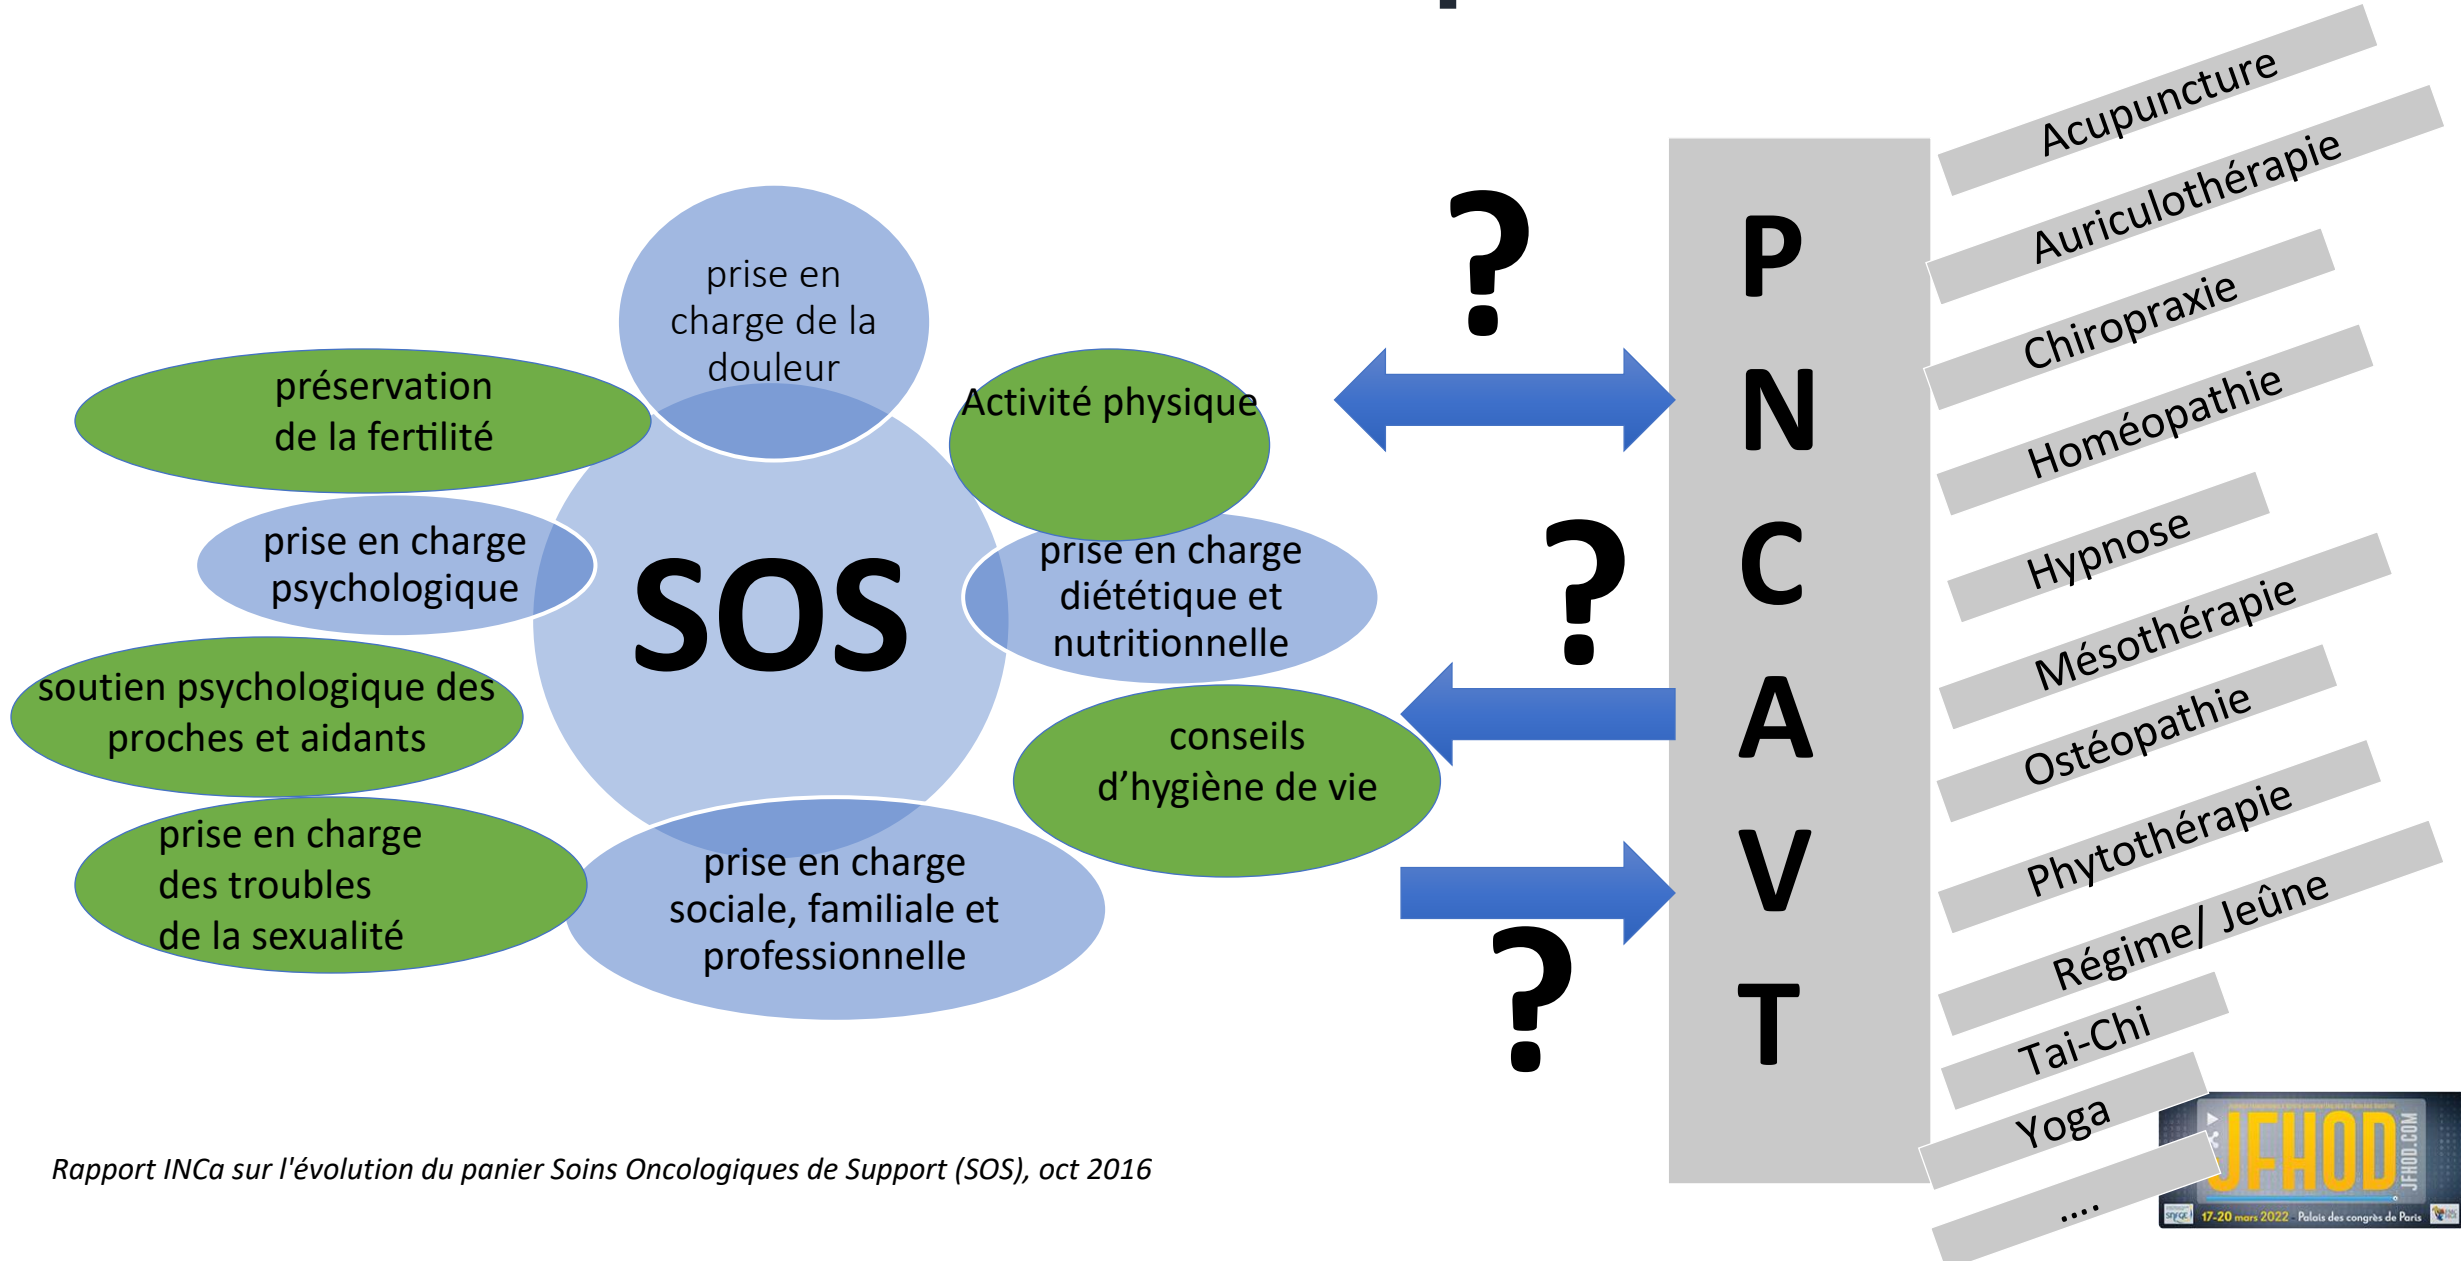 prise en
charge de la
douleur
préservation
de la fertilité
Activité physique
prise en charge
psychologique
SOS
prise en charge
diététique et
nutritionnelle
soutien psychologique des
proches et aidants
conseils
d'hygiène de vie
prise en charge
des troubles
de la sexualité
prise en charge
sociale, familiale et
professionnelle
?
?
?
P
N
C
A
V
T
Acupuncture
Auriculothérapie
Chiropraxie
Homéopathie
Hypnose
Mésothérapie
Ostéopathie
Phytothérapie
Régime/ Jeûne
Tai-Chi
Yoga
....
Rapport INCa sur l'évolution du panier Soins Oncologiques de Support (SOS), oct 2016
JFHOD
JFHOD.COM
17-20 mars 2022 - Palais des congrès de Paris